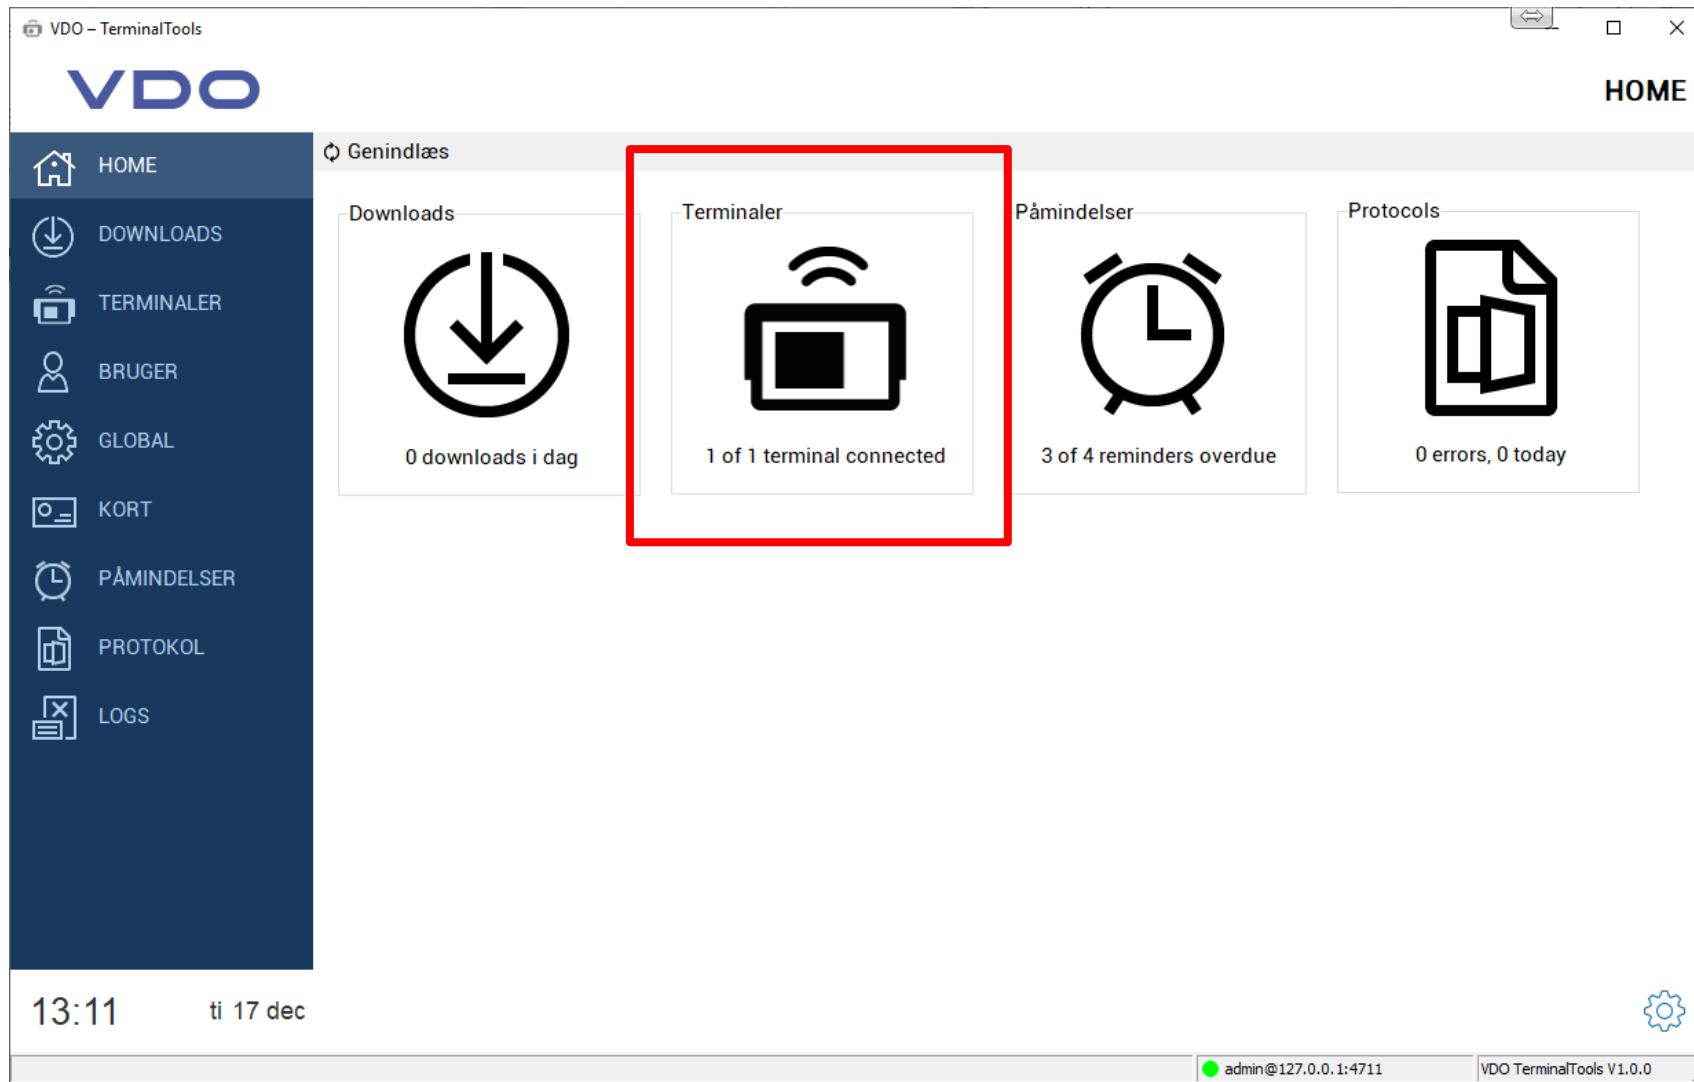 VDO – TerminalTools
VDO
HOME
HOME
DOWNLOADS
TERMINALER
BRUGER
GLOBAL
KORT
PÅMINDELSER
PROTOKOL
LOGS
Genindlæs
Downloads
0 downloads i dag
Terminaler
1 of 1 terminal connected
Påmindelser
3 of 4 reminders overdue
Protocols
0 errors, 0 today
13:11
ti 17 dec
admin@127.0.0.1:4711
VDO TerminalTools V1.0.0